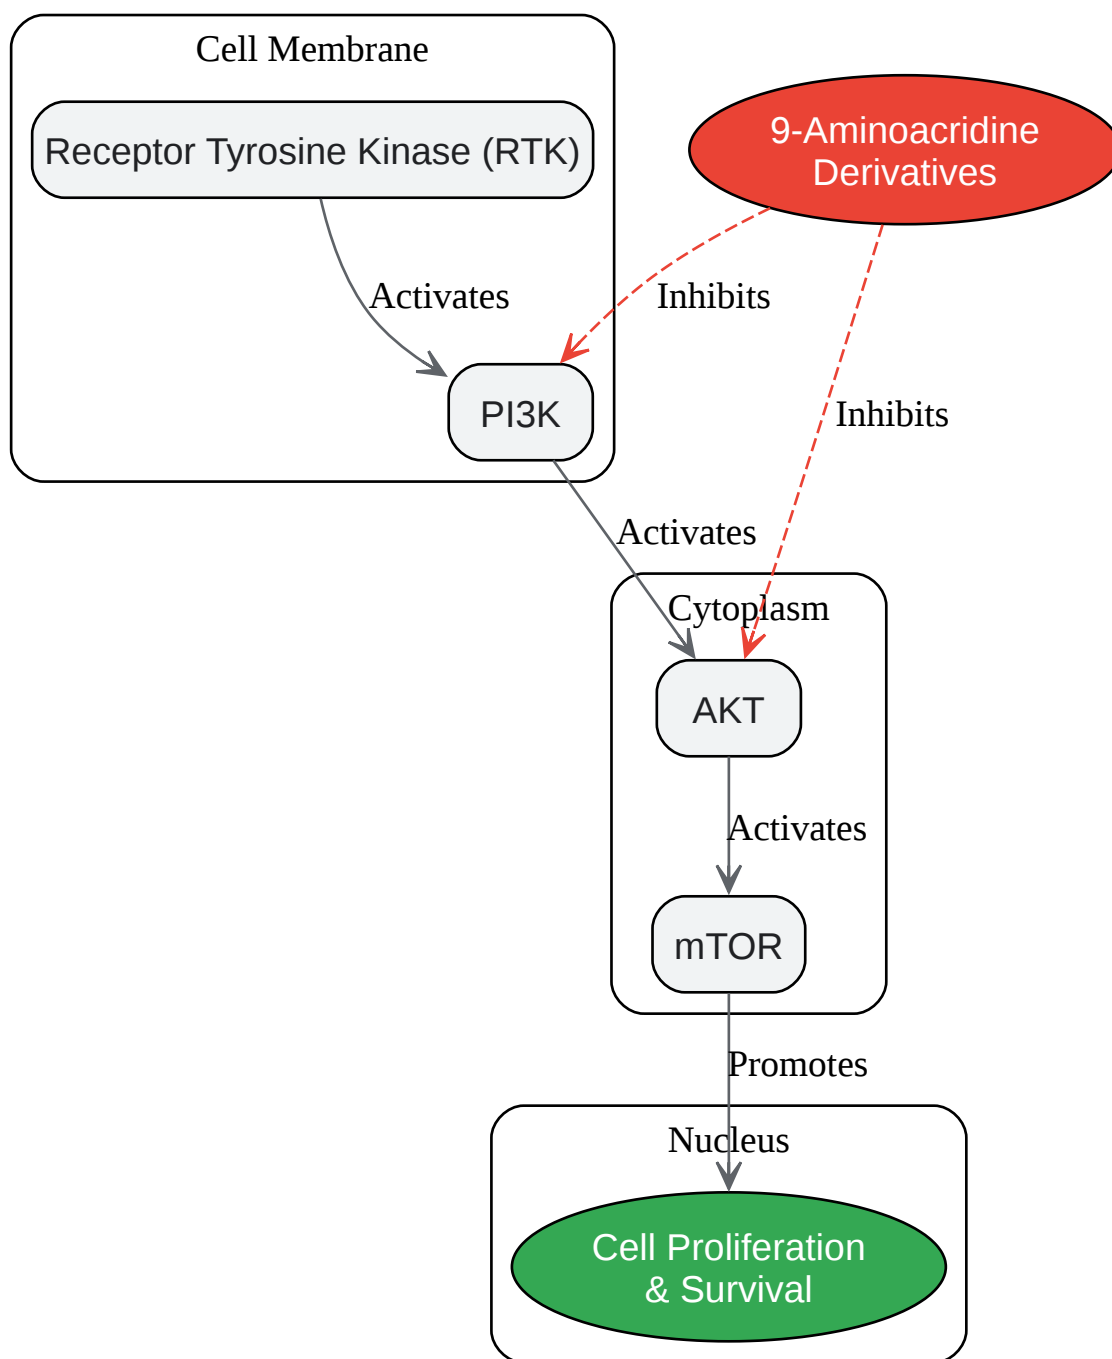 Cell Membrane
Receptor Tyrosine Kinase (RTK)
9-Aminoacridine
Derivatives
Activates
Inhibits
PI3K
Inhibits
Activates
Cytoplasm
AKT
Activates
mTOR
Promotes
Nucleus
Cell Proliferation
& Survival